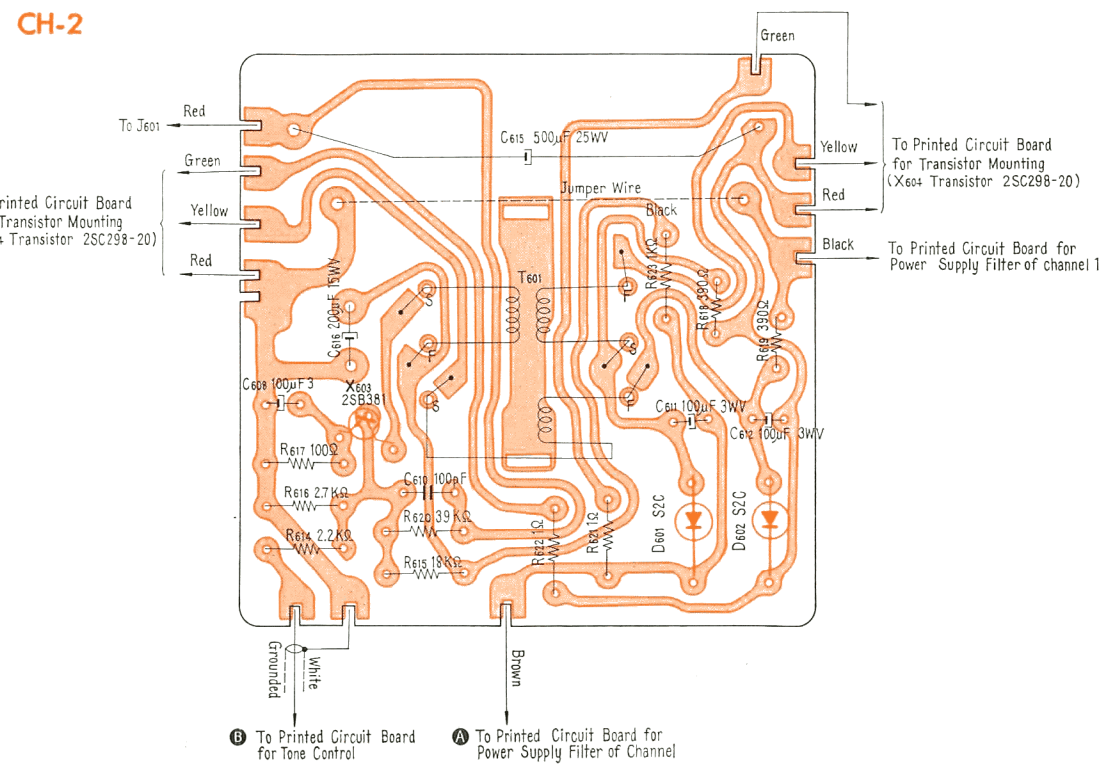 CH-2
Green
Red
To J601
C615 500μF 25WV
Yellow
To Printed Circuit Board
for Transistor Mounting
(X604 Transistor 2SC298-20)
Green
Jumper Wire
rinted Circuit Board
Transistor Mounting
4 Transistor 2SC298-20)
Yellow
Red
Black
Red
Black
To Printed Circuit Board for
Power Supply Filter of channel 1
T601
R623 1KΩ
R618 390Ω
R619 390Ω
C616 200μF 15WV
S
F
F
S
S
F
C608 100μF 3
X603
2SB381
C611 100μF 3WV
C612 100μF 3WV
R617 100Ω
C610 100pF
R616 2.7KΩ
R620 39KΩ
R614 2.2KΩ
R615 18KΩ
R622 1Ω
R621 1Ω
D601 S2C
D602 S2C
Grounded
White
Brown
B To Printed Circuit Board
for Tone Control
A To Printed Circuit Board for
Power Supply Filter of Channel